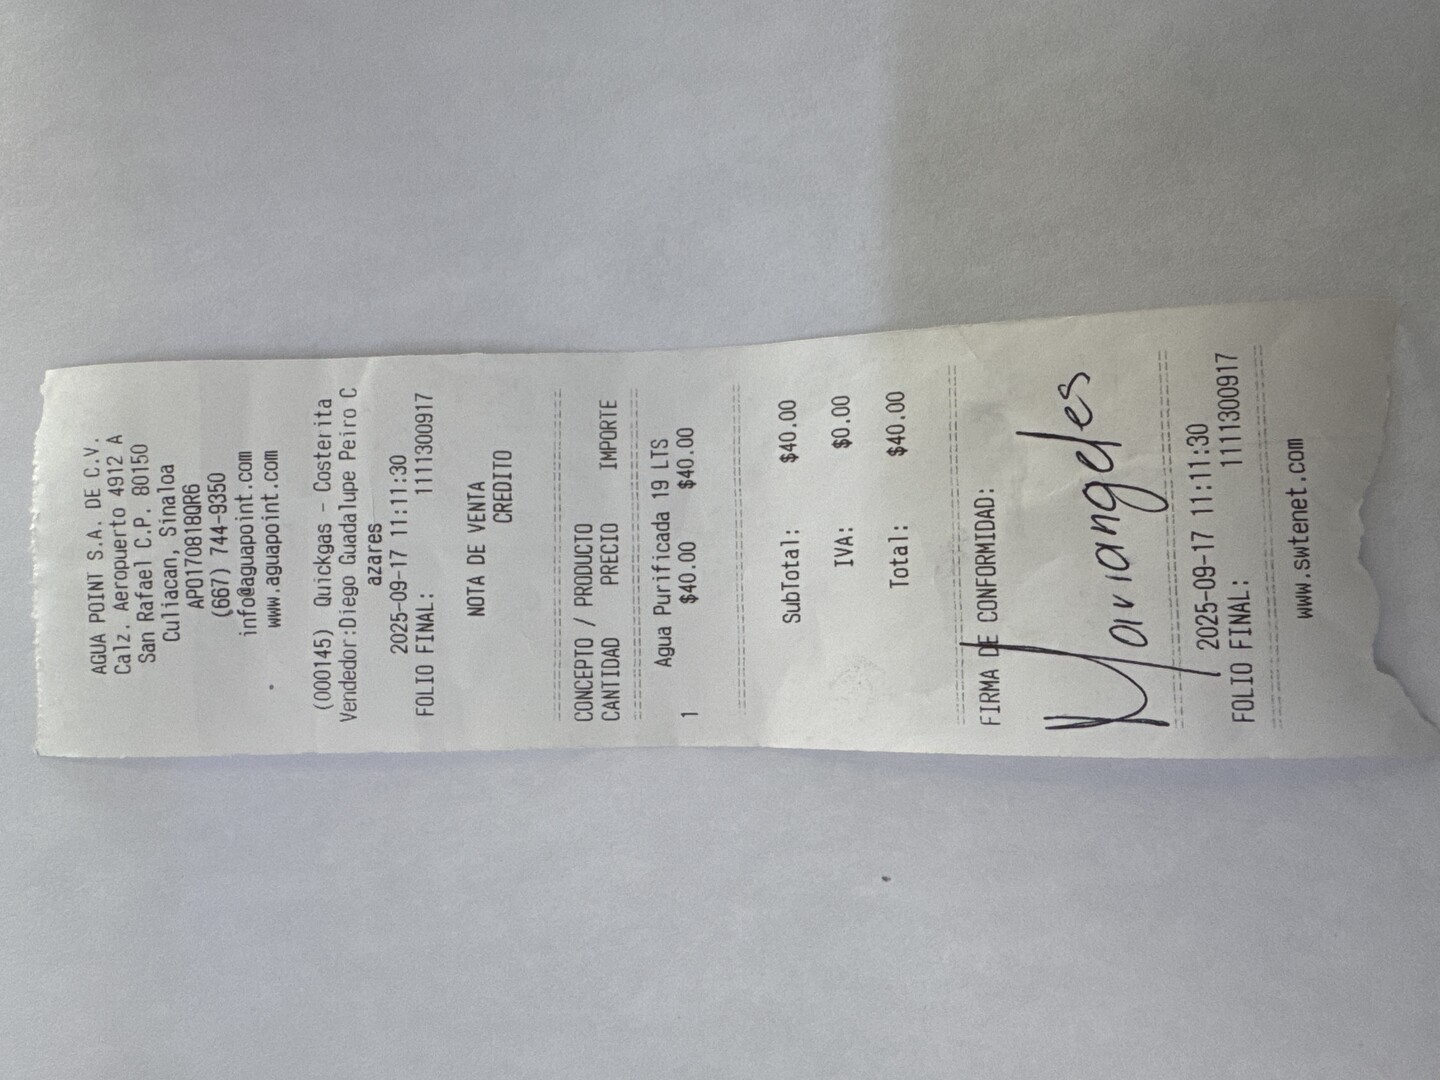 AGUA POINT S.A. DE C.V.
Calz. Aeropuerto 4912 A
San Rafael C.P. 80150
Culiacan, Sinaloa
APO170818QR6
(667) 744-9350
info@aguapoint.com
www.aguapoint.com
(000145) Quickgas - Costerita
Vendedor:Diego Guadalupe Peiro C
azares
2025-09-17 11:11:30
FOLIO FINAL: 1111300917
NOTA DE VENTA
CREDITO
CONCEPTO / PRODUCTO
CANTIDAD PRECIO IMPORTE
Agua Purificada 19 LTS
1 $40.00 $40.00
SubTotal: $40.00
IVA: $0.00
Total: $40.00
FIRMA DE CONFORMIDAD:
Mariangeles
2025-09-17 11:11:30
FOLIO FINAL: 1111300917
www.swtenet.com